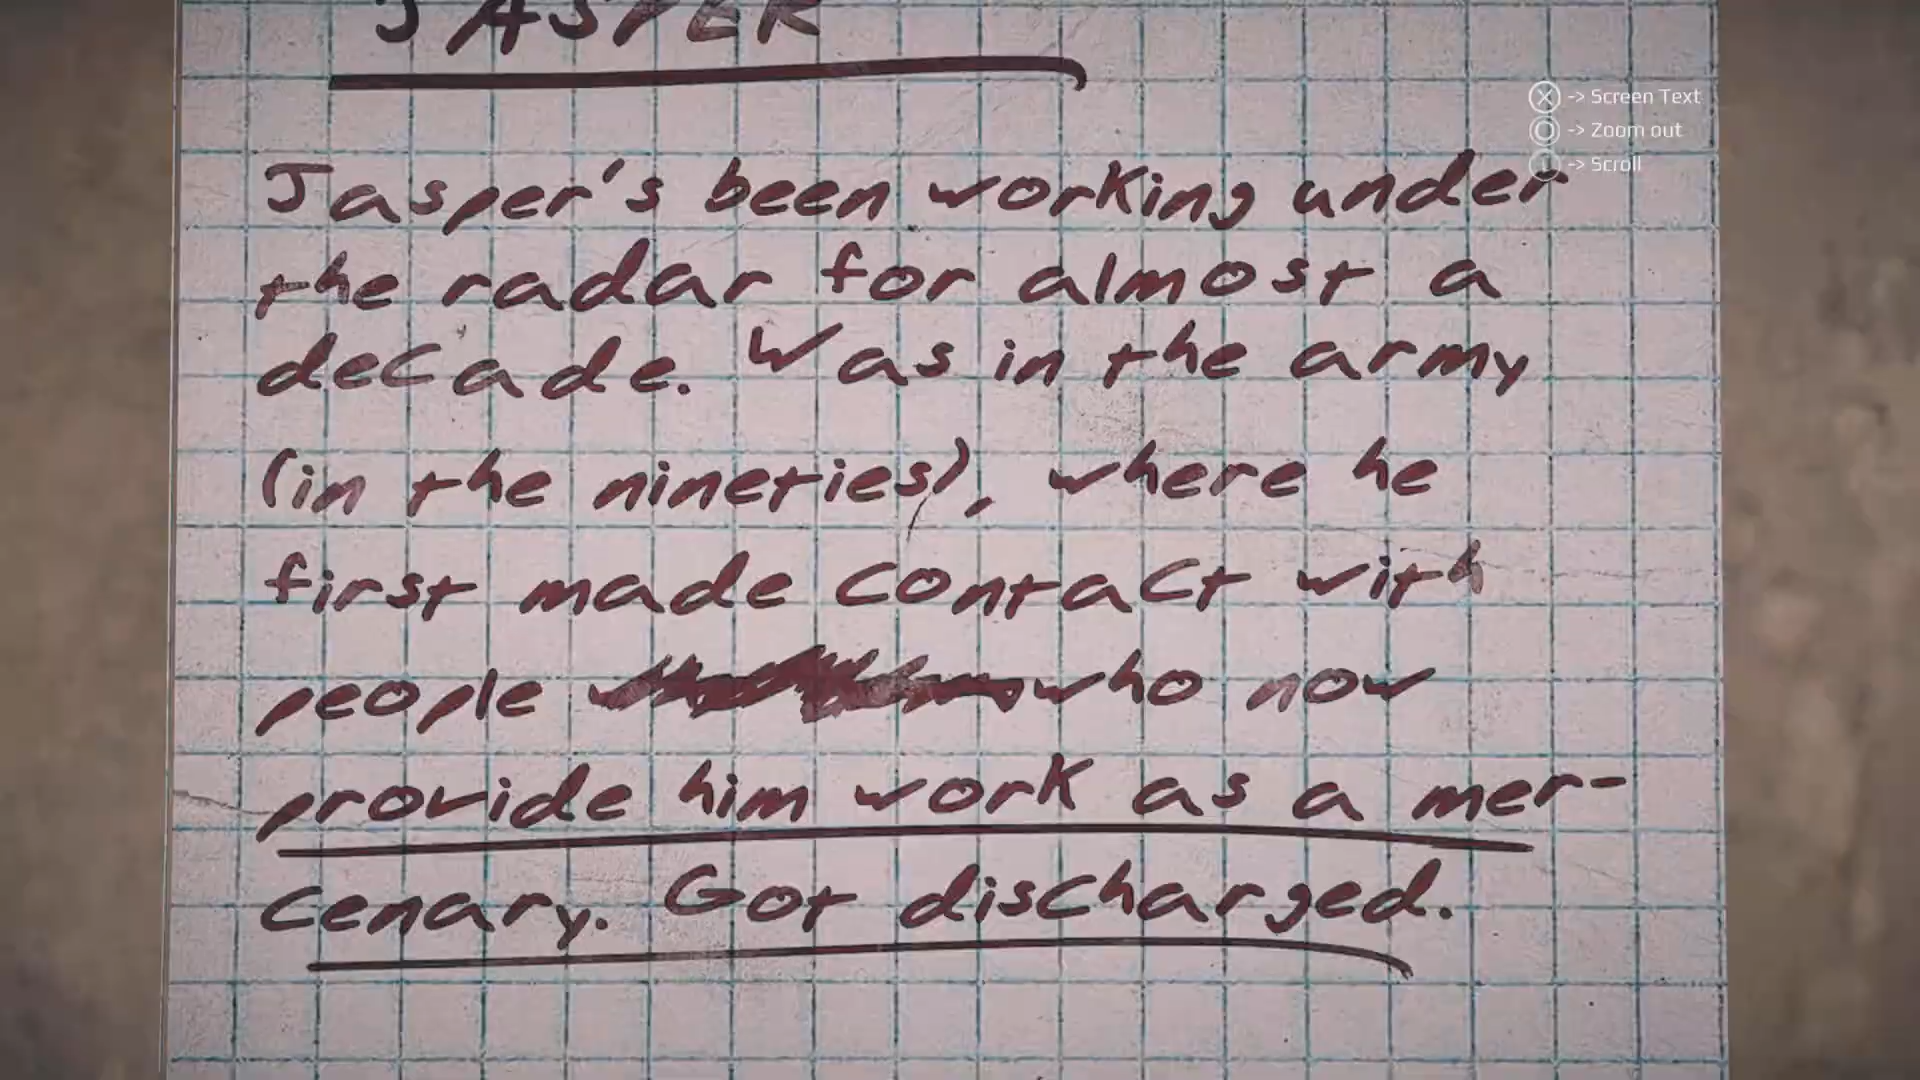 JASPER
-> Screen Text
-> Zoom out
-> Scroll
Jasper's been working under
the radar for almost a
decade. Was in the army
(in the nineties), where he
first made contact with
people who now
provide him work as a mer-
cenary. Got discharged.